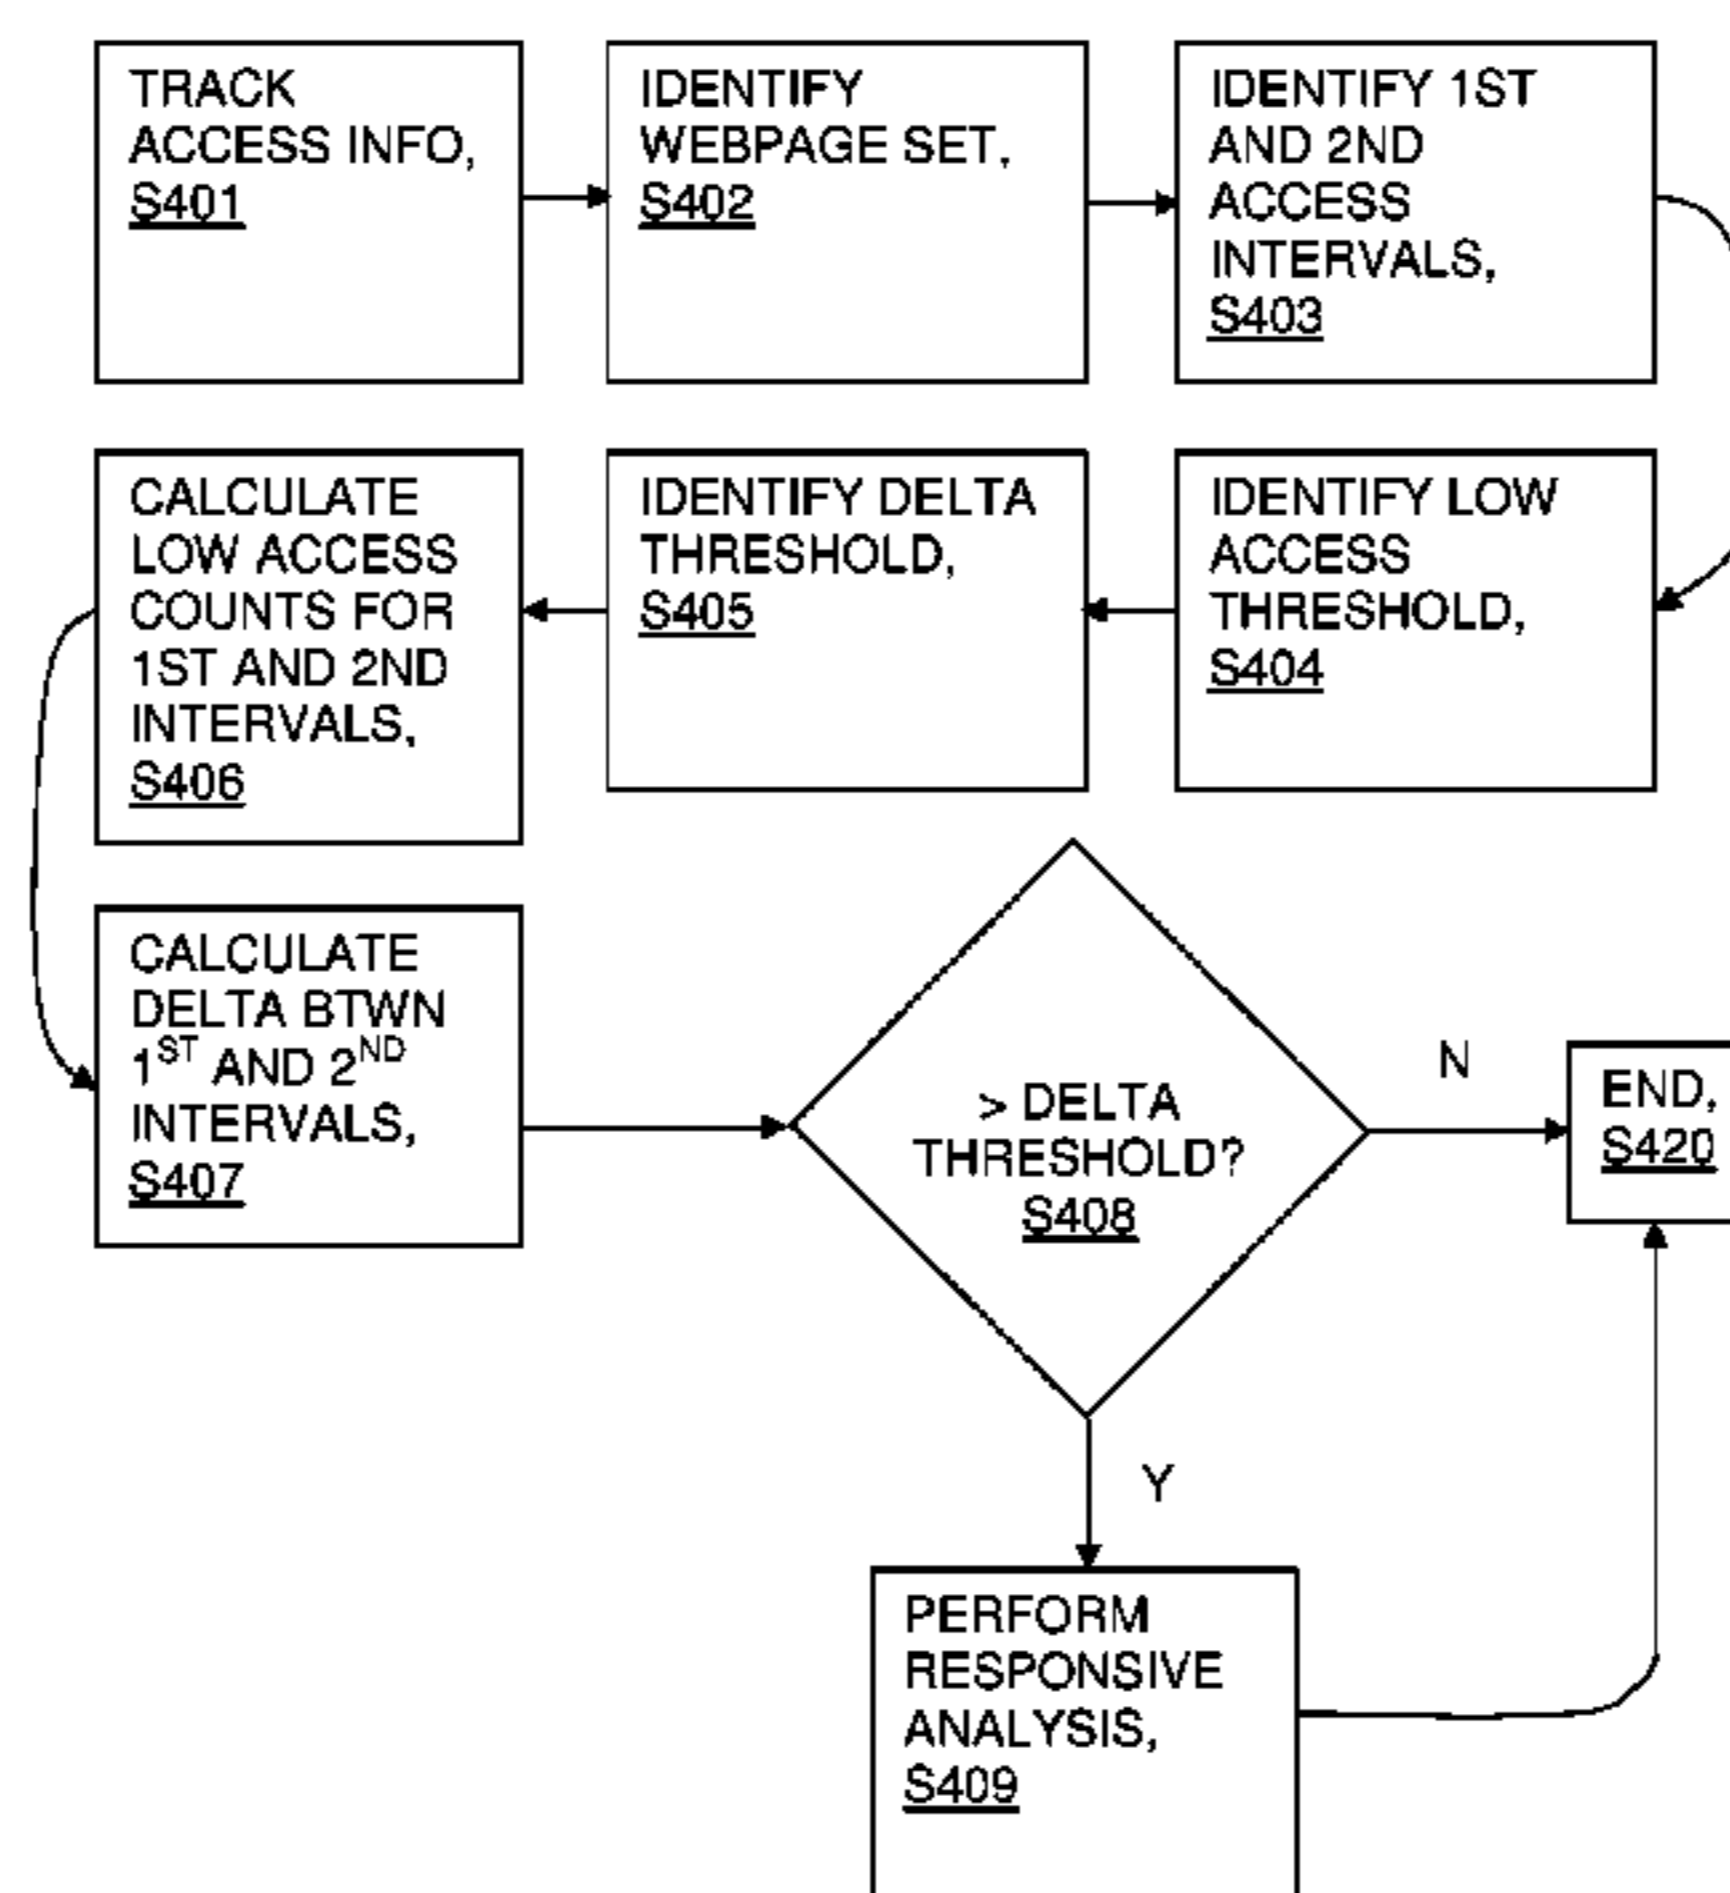 TRACK
ACCESS INFO,
S401
IDENTIFY
WEBPAGE SET,
S402
IDENTIFY 1ST
AND 2ND
ACCESS
INTERVALS,
S403
IDENTIFY LOW
ACCESS
THRESHOLD,
S404
IDENTIFY DELTA
THRESHOLD,
S405
CALCULATE
LOW ACCESS
COUNTS FOR
1ST AND 2ND
INTERVALS,
S406
CALCULATE
DELTA BTWN
1ST AND 2ND
INTERVALS,
S407
> DELTA
THRESHOLD?
S408
N
END,
S420
Y
PERFORM
RESPONSIVE
ANALYSIS,
S409